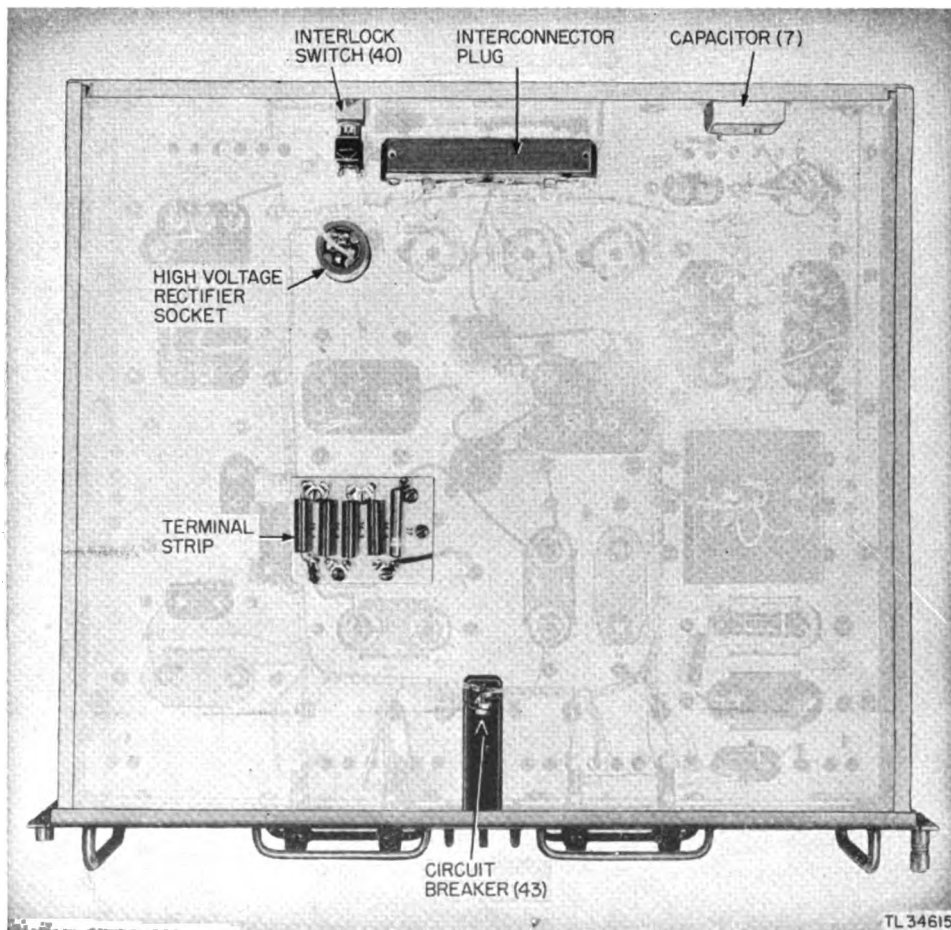 INTERLOCK
SWITCH (40)
INTERCONNECTOR
PLUG
CAPACITOR (7)
HIGH VOLTAGE
RECTIFIER
SOCKET
TERMINAL
STRIP
CIRCUIT
BREAKER (43)
TL 34615